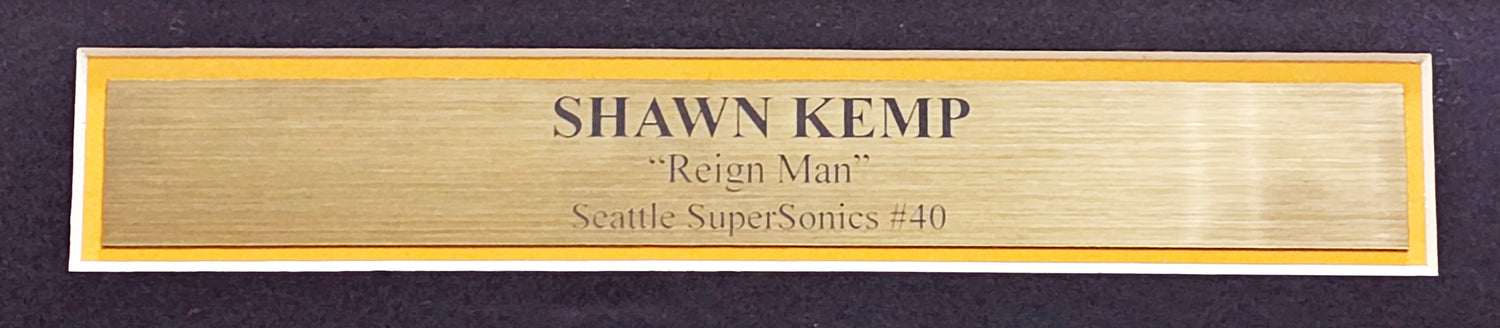 SHAWN KEMP
“Reign Man”
Seattle SuperSonics #40